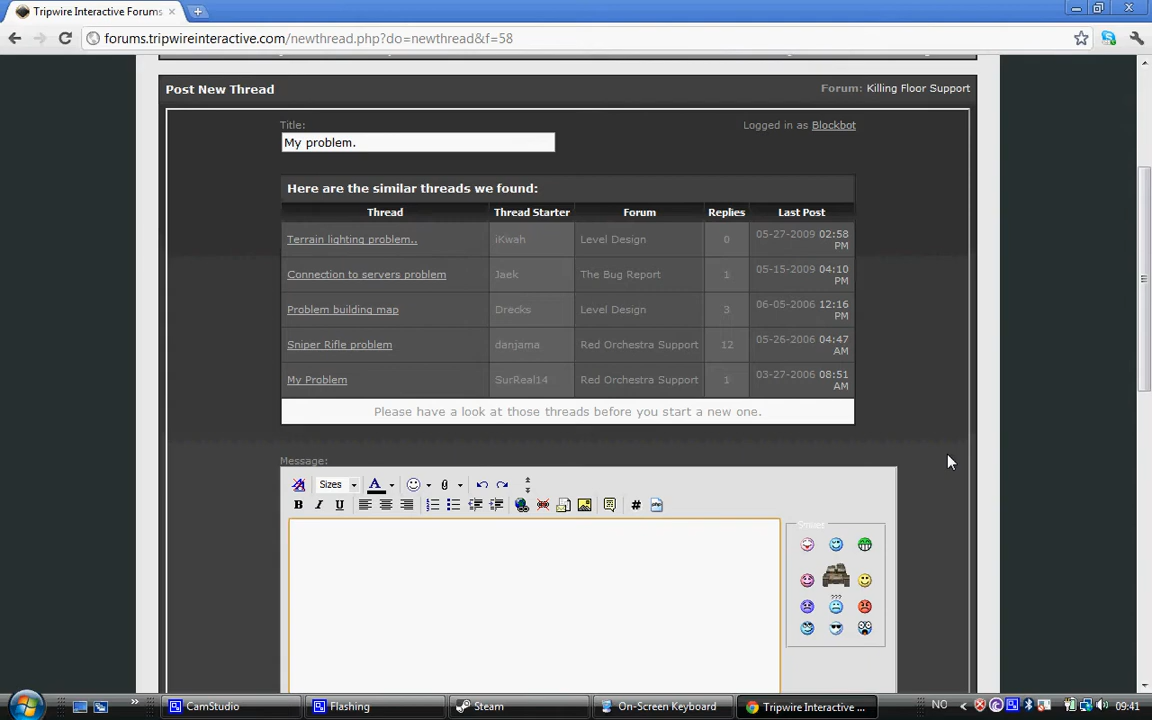 Tripwire Interactive Forums
forums.tripwireinteractive.com/newthread.php?do=newthread&f=58
Post New Thread
Forum: Killing Floor Support
Title:
Logged in as Blockbot
My problem.
Here are the similar threads we found:
Thread Thread Starter Forum Replies Last Post
Terrain lighting problem.. iKwah Level Design 0 05-27-2009 02:58 PM
Connection to servers problem Jaek The Bug Report 1 05-15-2009 04:10 PM
Problem building map Drecks Level Design 3 06-05-2006 12:16 PM
Sniper Rifle problem danjama Red Orchestra Support 12 05-26-2006 04:47 AM
My Problem SurReal14 Red Orchestra Support 1 03-27-2006 08:51 AM
Please have a look at those threads before you start a new one.
Message:
Sizes A
B I U #
Smilies
???
CamStudio Flashing Steam On-Screen Keyboard Tripwire Interactive ... NO 09:41